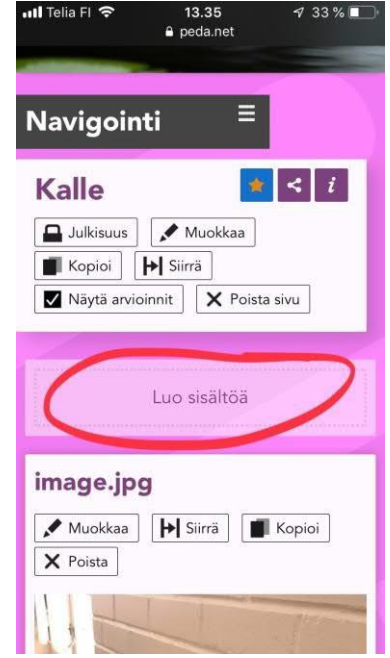 Telia FI 13.35 33 %
peda.net
Navigointi
Kalle
i
Julkisuus Muokkaa
Kopioi Siirrä
Näytä arvioinnit Poista sivu
Luo sisältöä
image.jpg
Muokkaa Siirrä Kopioi
Poista